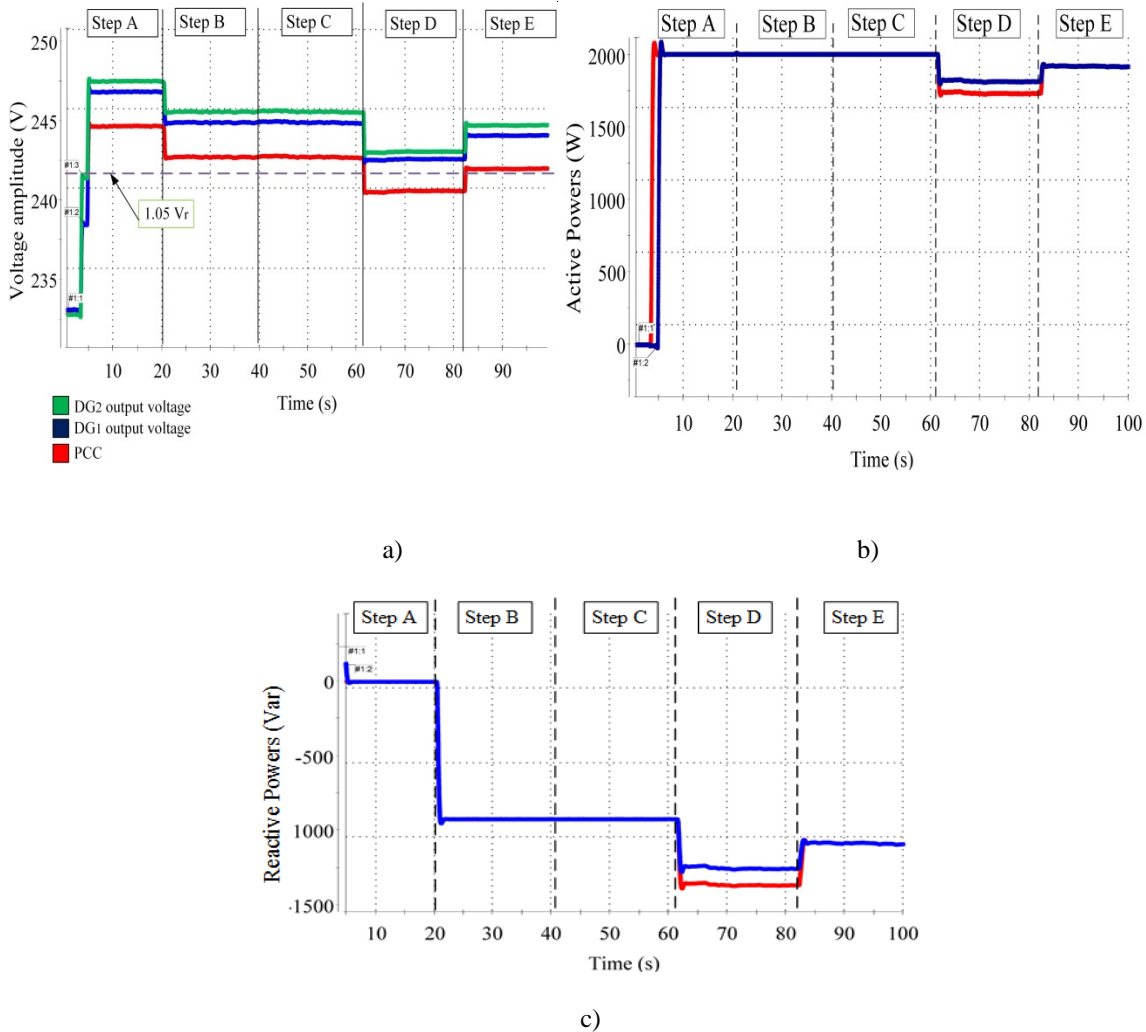 Step A Step B Step C Step D Step E
250
245
240
235
Voltage amplitude (V)
#1:3
#1:2
#1:1
1.05 Vr
10 20 30 40 50 60 70 80 90
Time (s)
DG2 output voltage
DG1 output voltage
PCC
a)
Step A Step B Step C Step D Step E
2000
1500
1000
500
0
Active Powers (W)
#1:1
#1:2
10 20 30 40 50 60 70 80 90 100
Time (s)
b)
Step A Step B Step C Step D Step E
#1:1
#1:2
0
-500
1000
-1500
Reactive Powers (Var)
10 20 30 40 50 60 70 80 90 100
Time (s)
c)